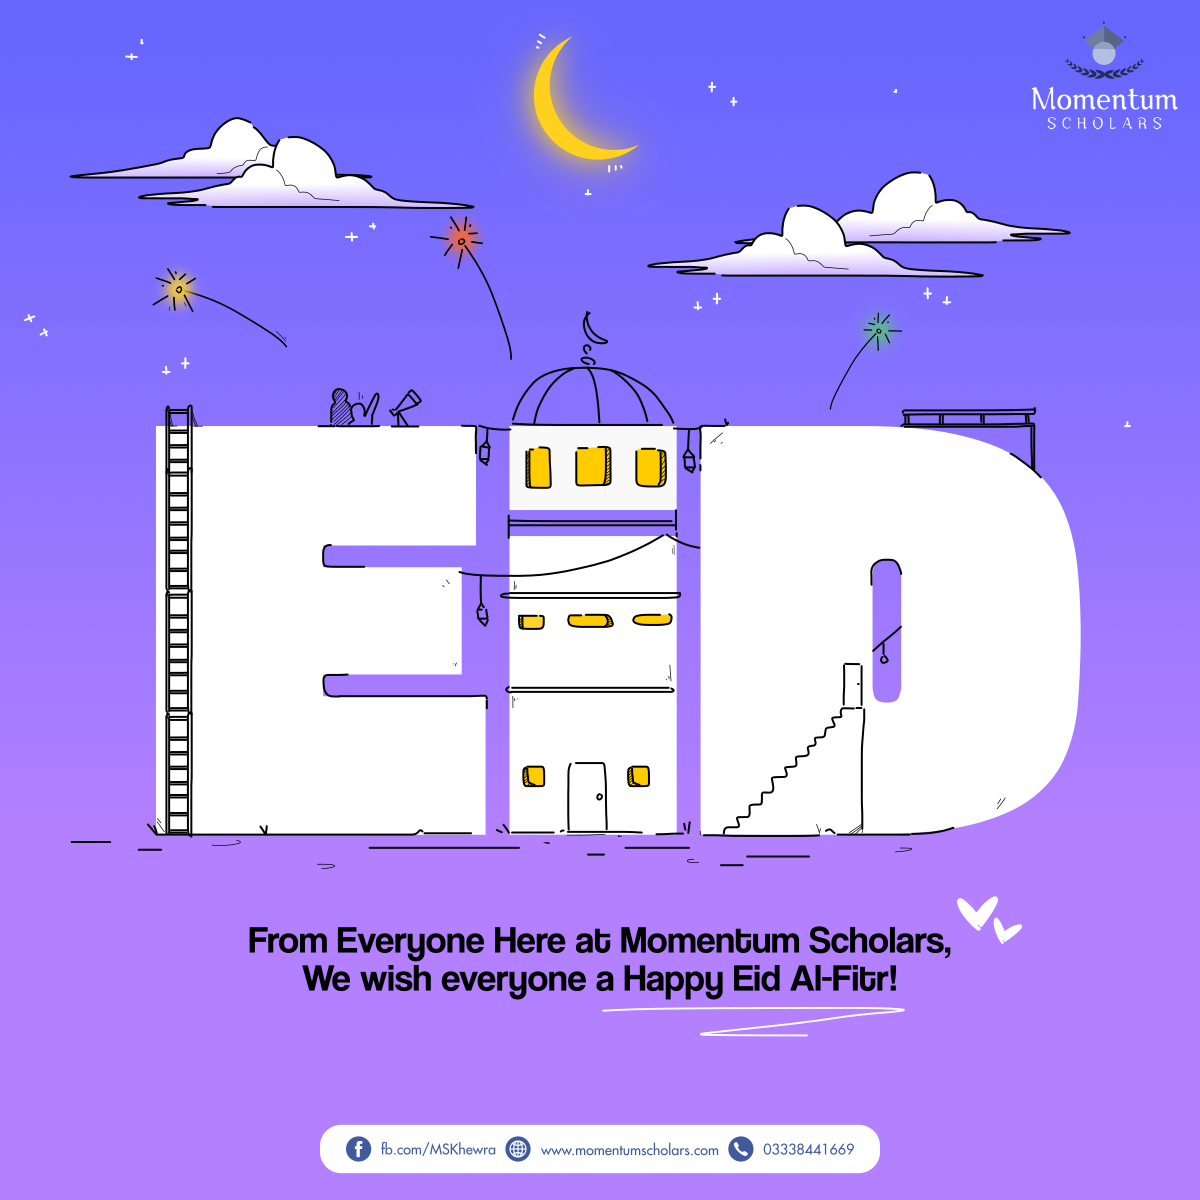 Momentum
SCHOLARS
EID
From Everyone Here at Momentum Scholars,
We wish everyone a Happy Eid Al-Fitr!
fb.com/MSKhewra www.momentumscholars.com 03338441669